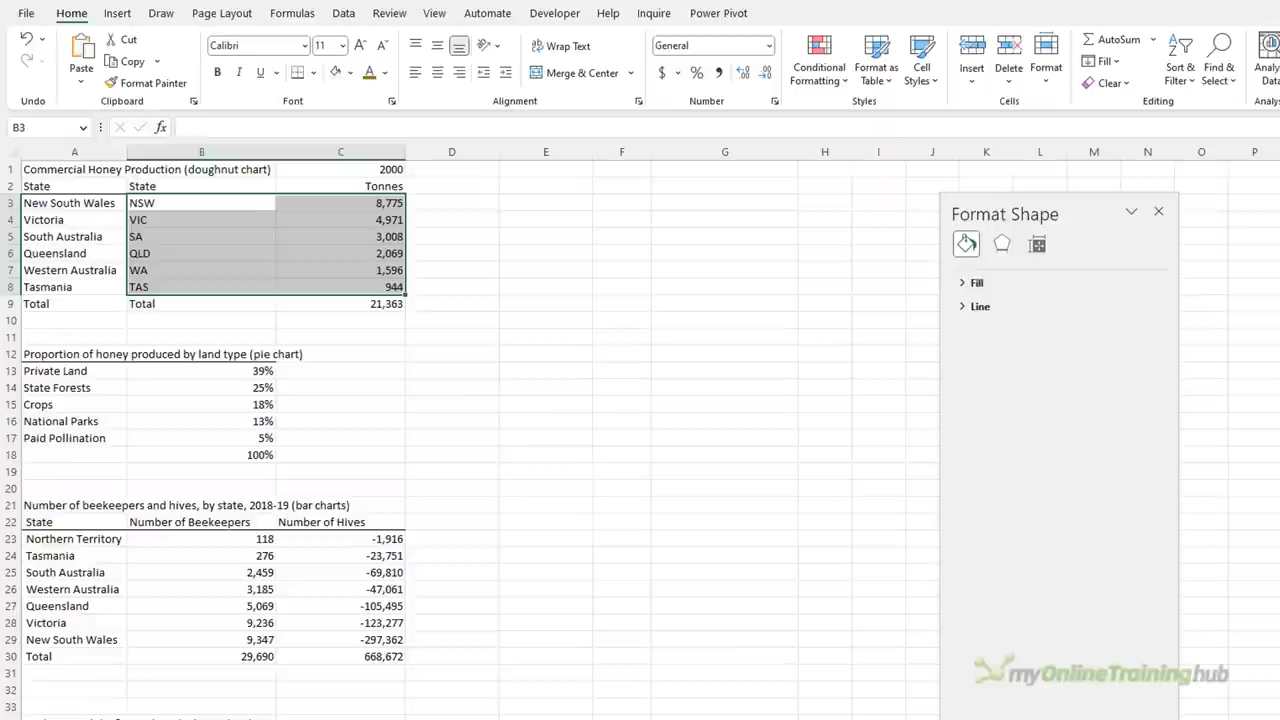 File Home Insert Draw Page Layout Formulas Data Review View Automate Developer Help Inquire Power Pivot
Cut
Calibri 11 A A Wrap Text General AutoSum
Paste Copy Conditional Format as Cell Insert Delete Format Fill Sort & Find &
Format Painter B I U A Merge & Center $ % Formatting Table Styles Clear Filter Select
Undo Clipboard Font Alignment Number Styles Cells Editing
B3 fx
A B C D E F G H I J K L M N O P
1 Commercial Honey Production (doughnut chart) 2000
2 State State Tonnes
3 New South Wales NSW 8,775
4 Victoria VIC 4,971
5 South Australia SA 3,008
6 Queensland QLD 2,069
7 Western Australia WA 1,596
8 Tasmania TAS 944
9 Total Total 21,363
10
11
12 Proportion of honey produced by land type (pie chart)
13 Private Land 39%
14 State Forests 25%
15 Crops 18%
16 National Parks 13%
17 Paid Pollination 5%
18 100%
19
20
21 Number of beekeepers and hives, by state, 2018-19 (bar charts)
22 State Number of Beekeepers Number of Hives
23 Northern Territory 118 -1,916
24 Tasmania 276 -23,751
25 South Australia 2,459 -69,810
26 Western Australia 3,185 -47,061
27 Queensland 5,069 -105,495
28 Victoria 9,236 -123,277
29 New South Wales 9,347 -297,362
30 Total 29,690 668,672
31
32
33
Format Shape
Fill
Line
myOnlineTraininghub